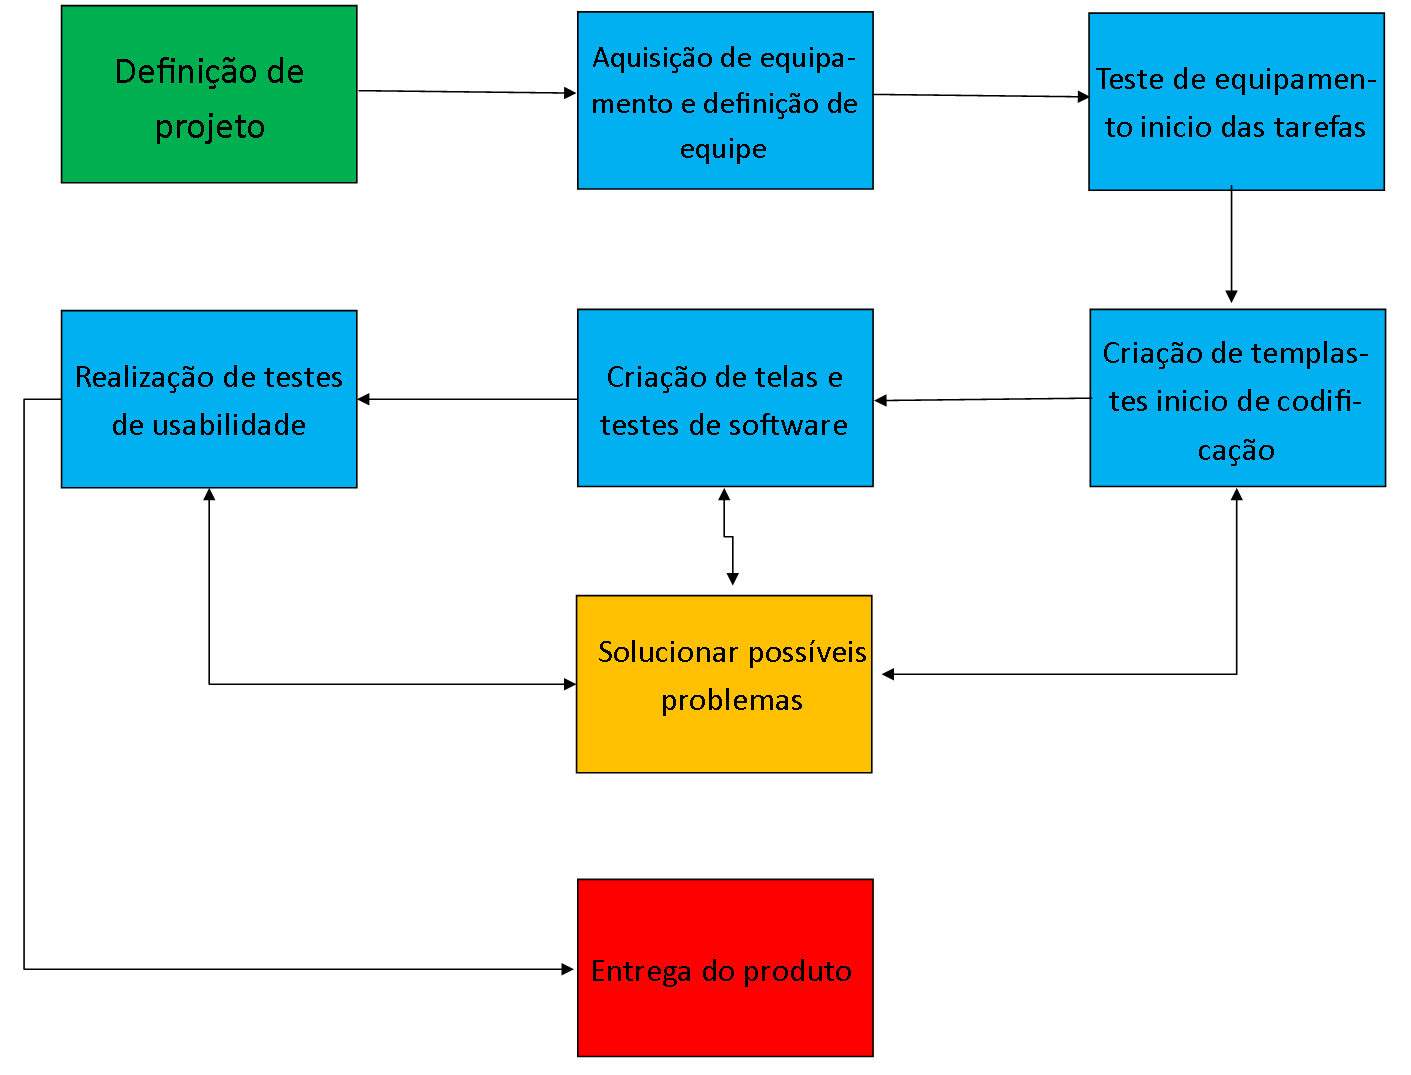 Definição de
projeto
Aquisição de equipa-
mento e definição de
equipe
Teste de equipamen-
to inicio das tarefas
Realização de testes
de usabilidade
Criação de telas e
testes de software
Criação de templas-
tes inicio de codifi-
cação
Solucionar possíveis
problemas
Entrega do produto